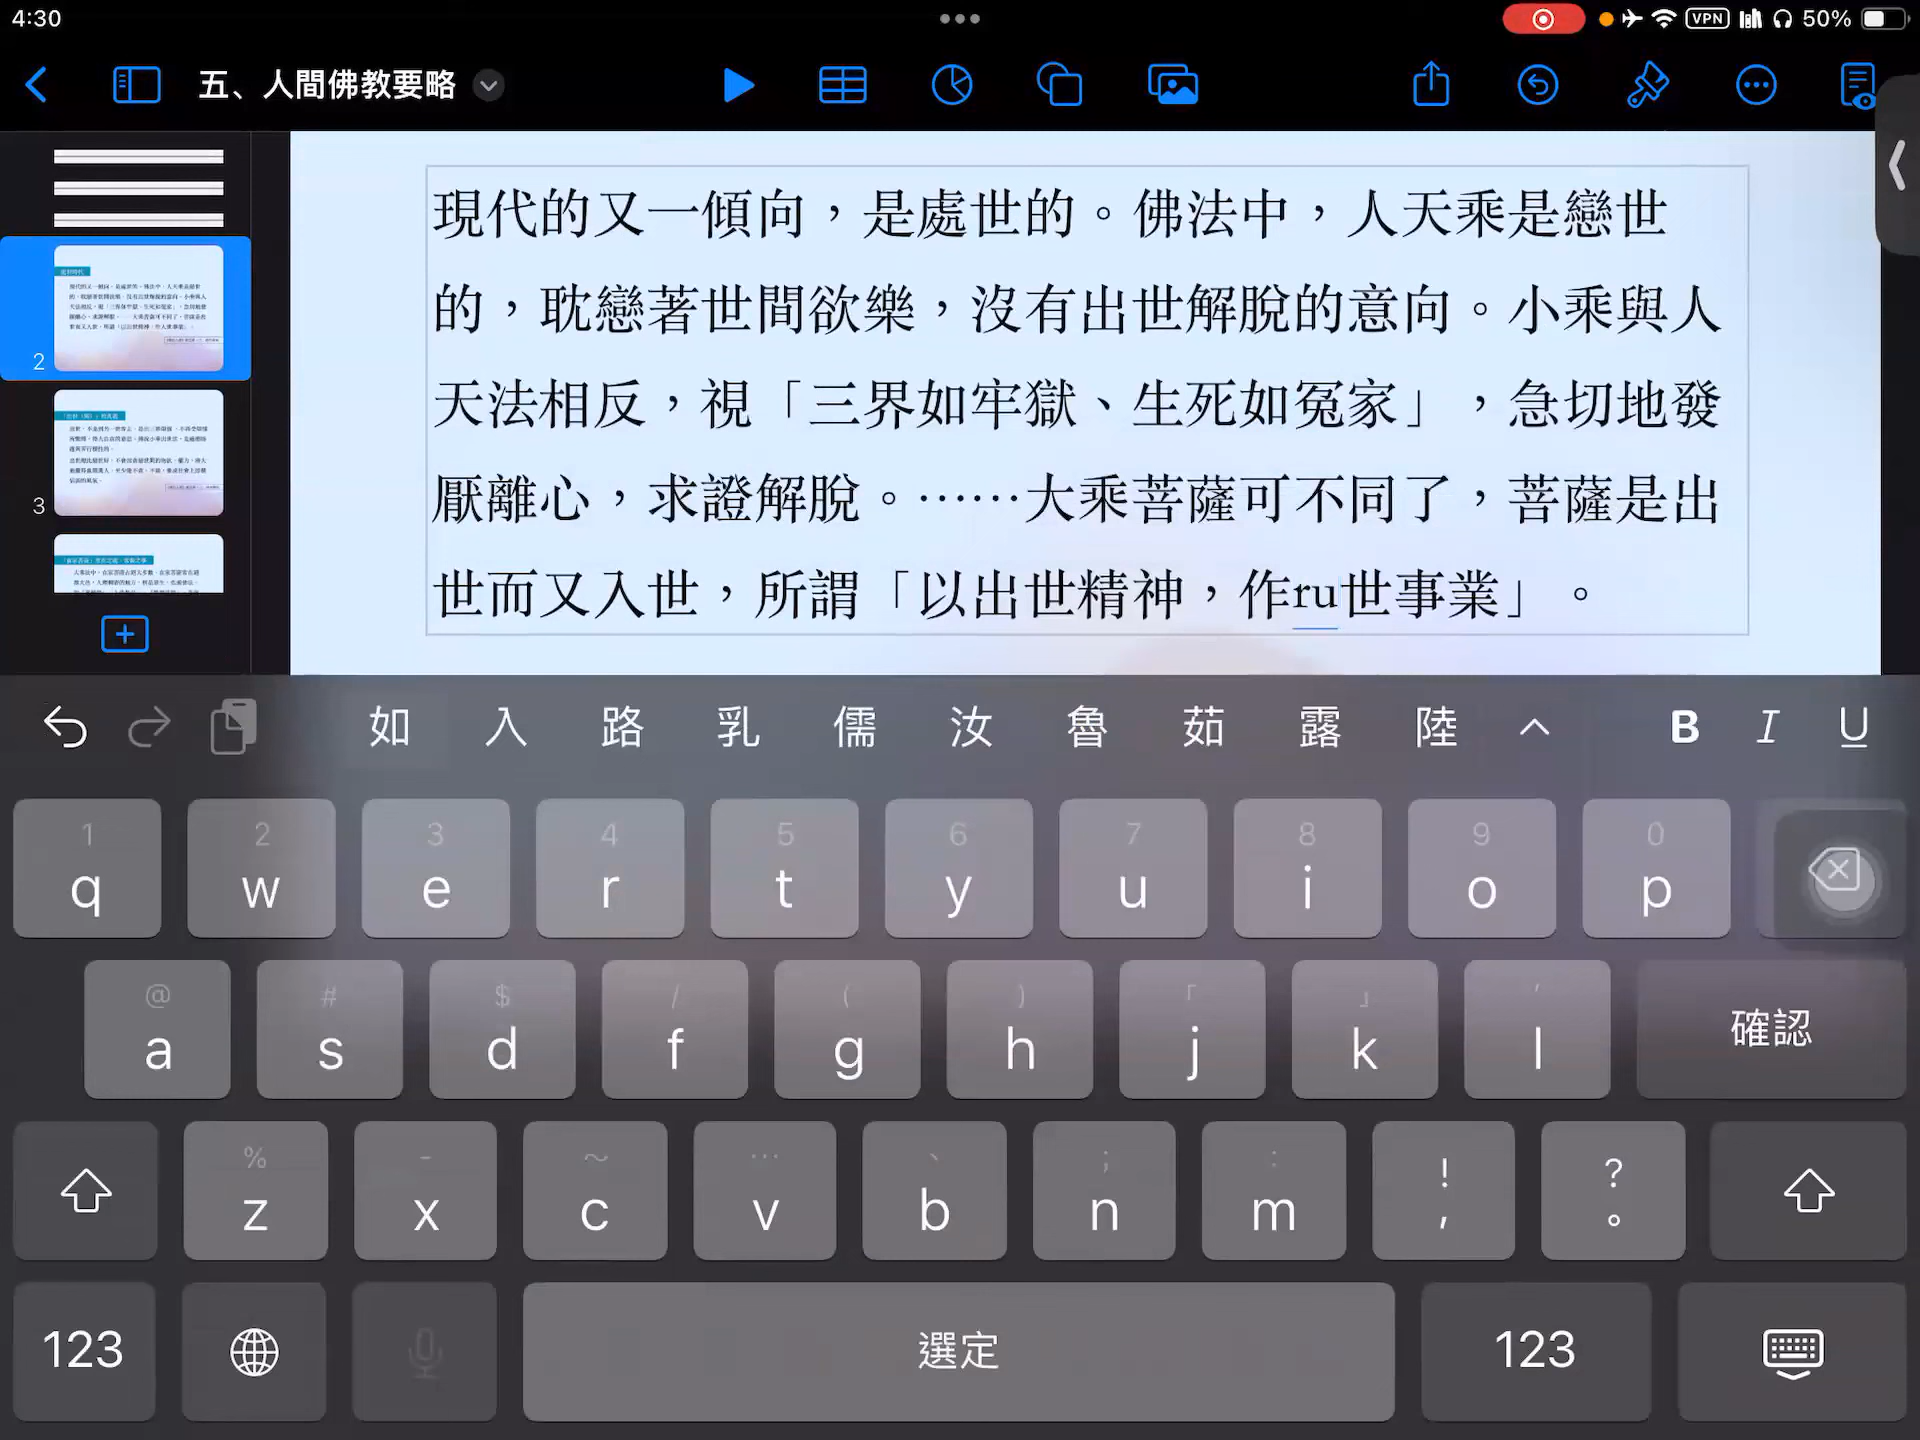 4:30
VPN 50%
五、人間佛教要略
現代的又一傾向，是處世的。佛法中，人天乘是戀世
的，耽戀著世間欲樂，沒有出世解脫的意向。小乘與人
天法相反，視「三界如牢獄、生死如冤家」，急切地發
厭離心，求證解脫。⋯⋯大乘菩薩可不同了，菩薩是出
世而又入世，所謂「以出世精神，作ru世事業」。
2
3
如 入 路 乳 儒 汝 魯 茹 露 陸 B I U
1 2 3 4 5 6 7 8 9 0
q w e r t y u i o p
@ # $ / ( ) 「 」 '
a s d f g h j k l 確認
% - ~ … 、 ; : ! ?
z x c v b n m , 。
123 選定 123